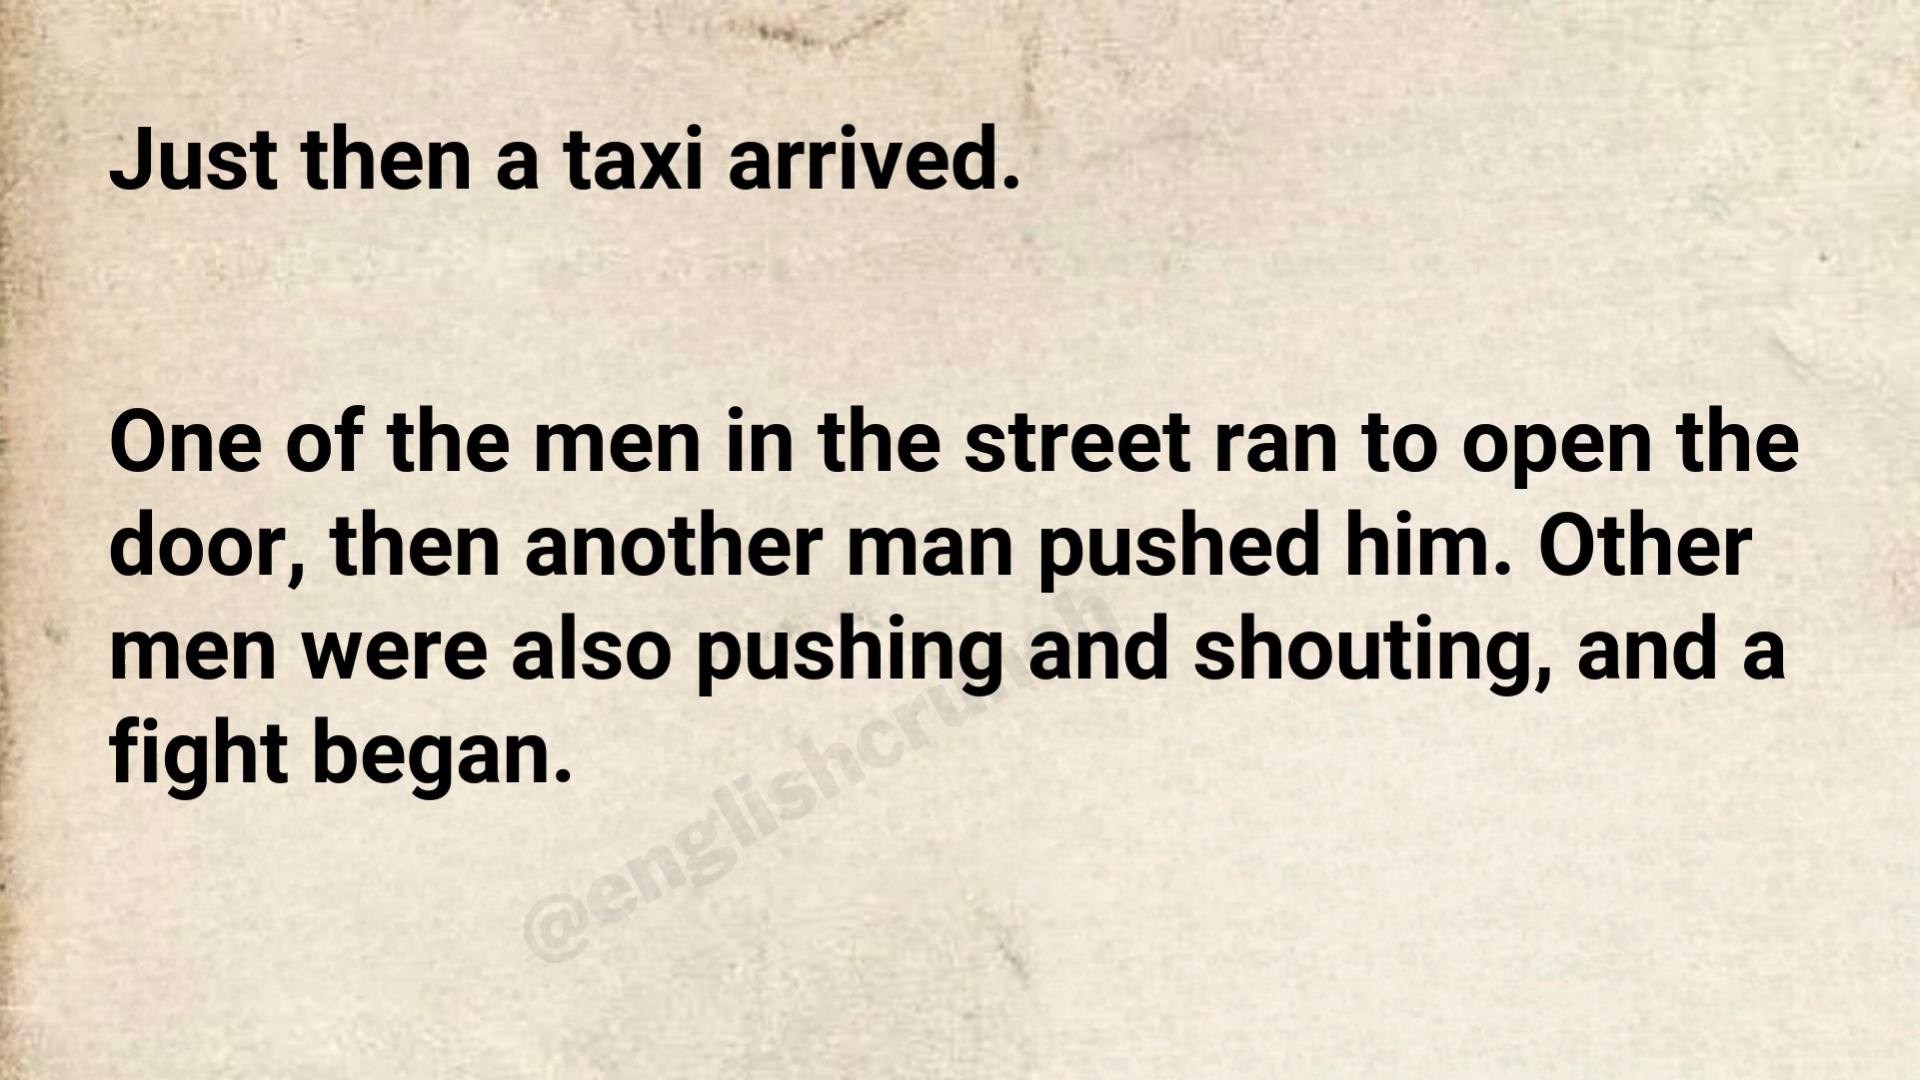 Just then a taxi arrived.
One of the men in the street ran to open the
door, then another man pushed him. Other
men were also pushing and shouting, and a
fight began.
@englishcrunch